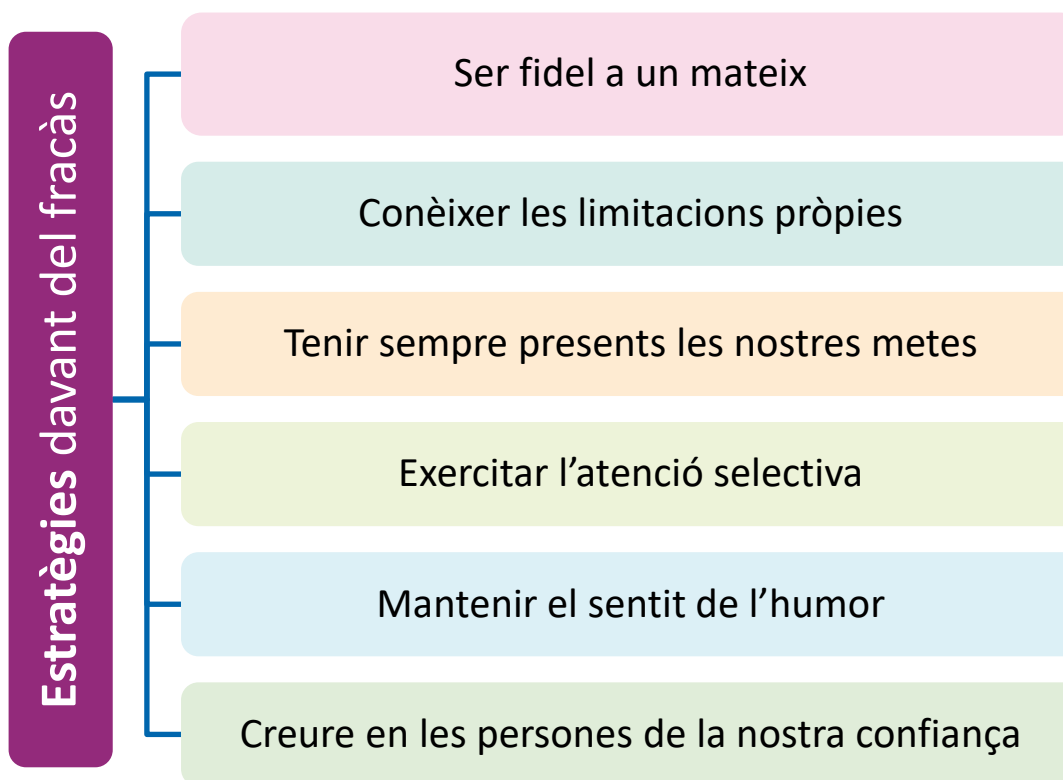 Estratègies davant del fracàs
Ser fidel a un mateix
Conèixer les limitacions pròpies
Tenir sempre presents les nostres metes
Exercitar l’atenció selectiva
Mantenir el sentit de l’humor
Creure en les persones de la nostra confiança